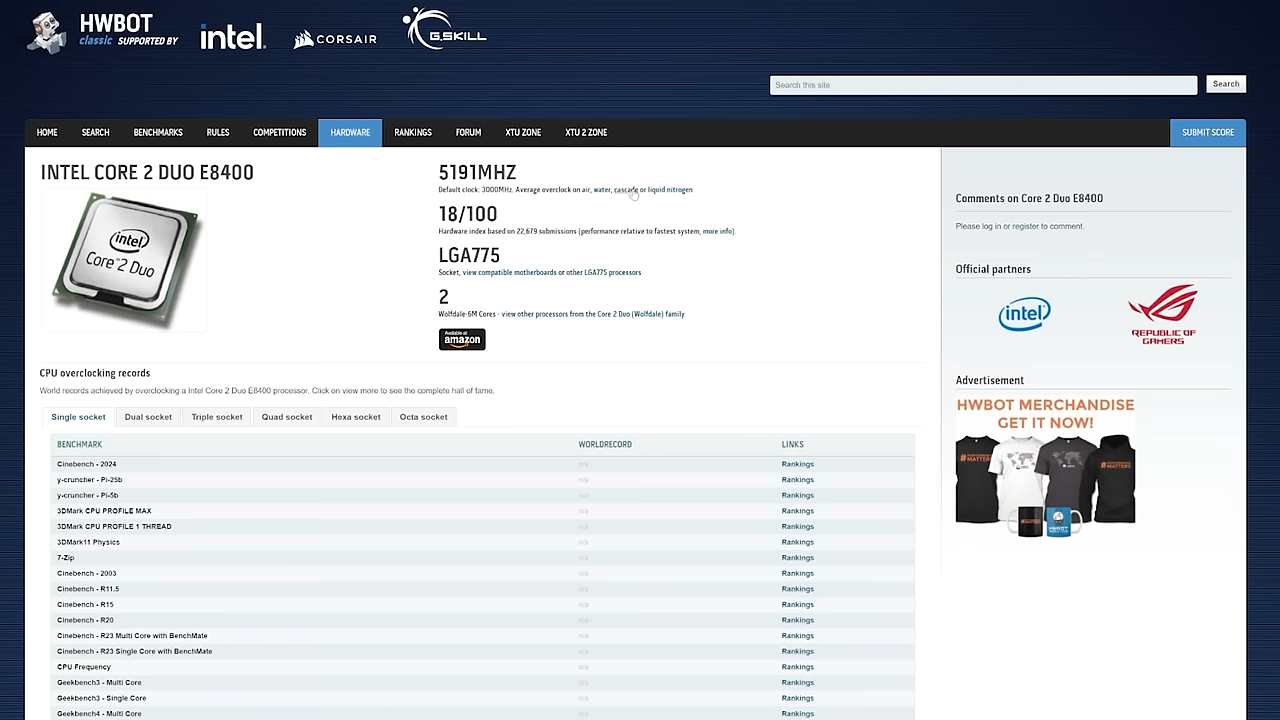 HWBOT
classic SUPPORTED BY
intel.
CORSAIR
G.SKILL
Search this site
Search
HOME
SEARCH
BENCHMARKS
RULES
COMPETITIONS
HARDWARE
RANKINGS
FORUM
XTU ZONE
XTU 2 ZONE
SUBMIT SCORE
INTEL CORE 2 DUO E8400
intel
Core™2 Duo
5191MHZ
Default clock: 3000MHz. Average overclock on air, water, cascade or liquid nitrogen
18/100
Hardware index based on 22,679 submissions (performance relative to fastest system, more info).
LGA775
Socket, view compatible motherboards or other LGA775 processors
2
Wolfdale-6M Cores - view other processors from the Core 2 Duo (Wolfdale) family
Available at
amazon
Comments on Core 2 Duo E8400
Please log in or register to comment.
Official partners
intel
REPUBLIC OF
GAMERS
Advertisement
HWBOT MERCHANDISE
GET IT NOW!
CPU overclocking records
World records achieved by overclocking a Intel Core 2 Duo E8400 processor. Click on view more to see the complete hall of fame.
Single socket
Dual socket
Triple socket
Quad socket
Hexa socket
Octa socket
BENCHMARK WORLDRECORD LINKS
Cinebench - 2024 n/a Rankings
y-cruncher - Pi-25b n/a Rankings
y-cruncher - Pi-5b n/a Rankings
3DMark CPU PROFILE MAX n/a Rankings
3DMark CPU PROFILE 1 THREAD n/a Rankings
3DMark11 Physics n/a Rankings
7-Zip n/a Rankings
Cinebench - 2003 n/a Rankings
Cinebench - R11.5 n/a Rankings
Cinebench - R15 n/a Rankings
Cinebench - R20 n/a Rankings
Cinebench - R23 Multi Core with BenchMate n/a Rankings
Cinebench - R23 Single Core with BenchMate n/a Rankings
CPU Frequency n/a Rankings
Geekbench3 - Multi Core n/a Rankings
Geekbench3 - Single Core n/a Rankings
Geekbench4 - Multi Core n/a Rankings